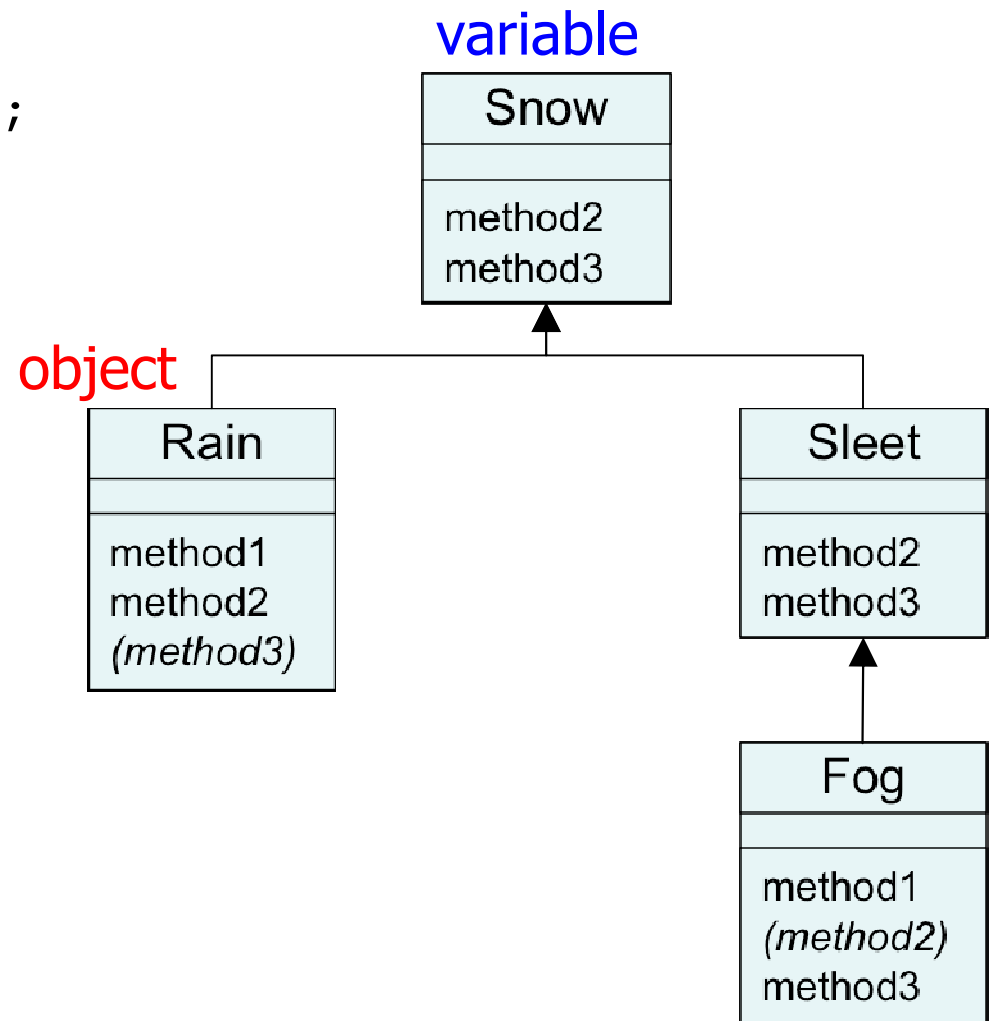 variable
;
Snow
method2
method3
object
Rain
method1
method2
(method3)
Sleet
method2
method3
Fog
method1
(method2)
method3